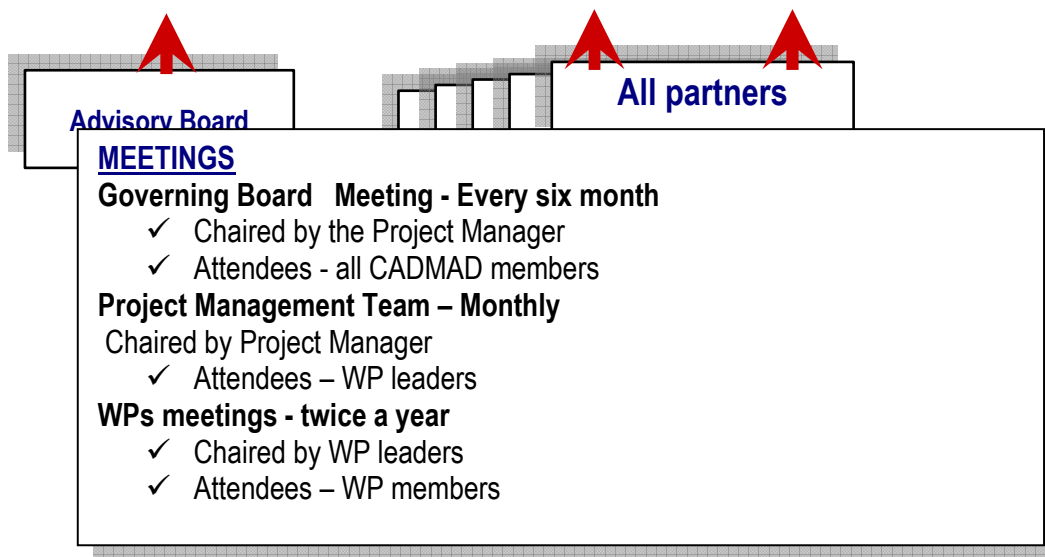 All partners
Advisory Board
MEETINGS
Governing Board   Meeting - Every six month
✓ Chaired by the Project Manager
✓ Attendees - all CADMAD members
Project Management Team – Monthly
Chaired by Project Manager
✓ Attendees – WP leaders
WPs meetings - twice a year
✓ Chaired by WP leaders
✓ Attendees – WP members